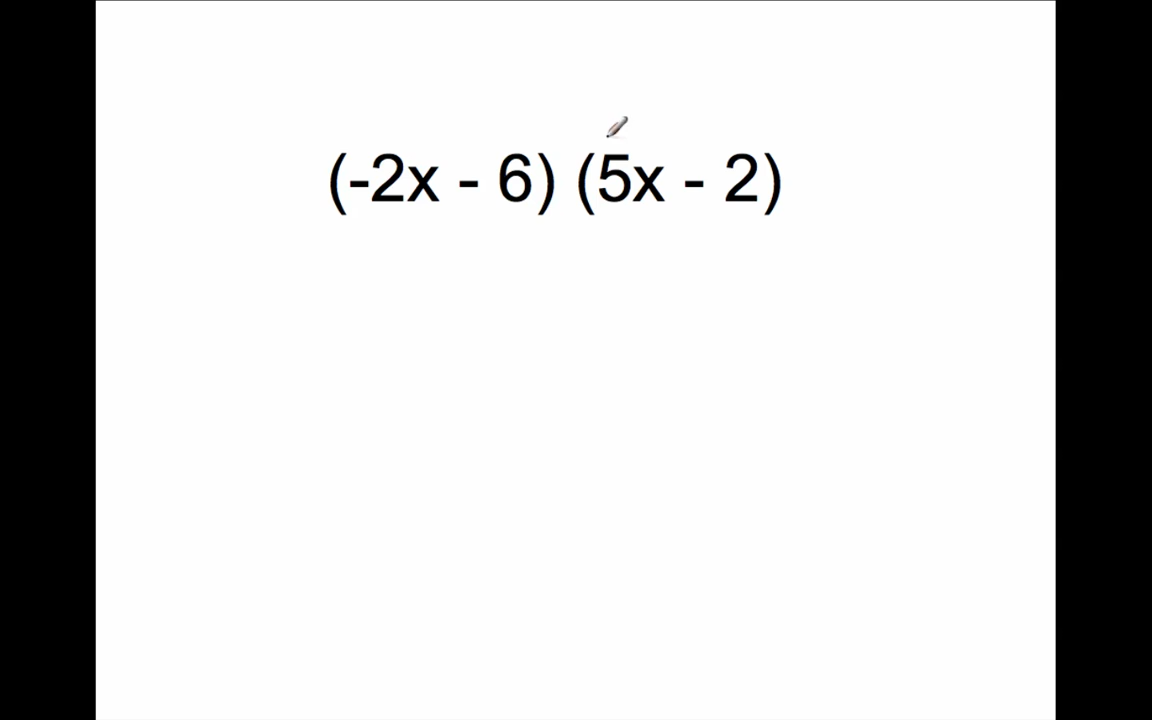 (-2x - 6) (5x - 2)